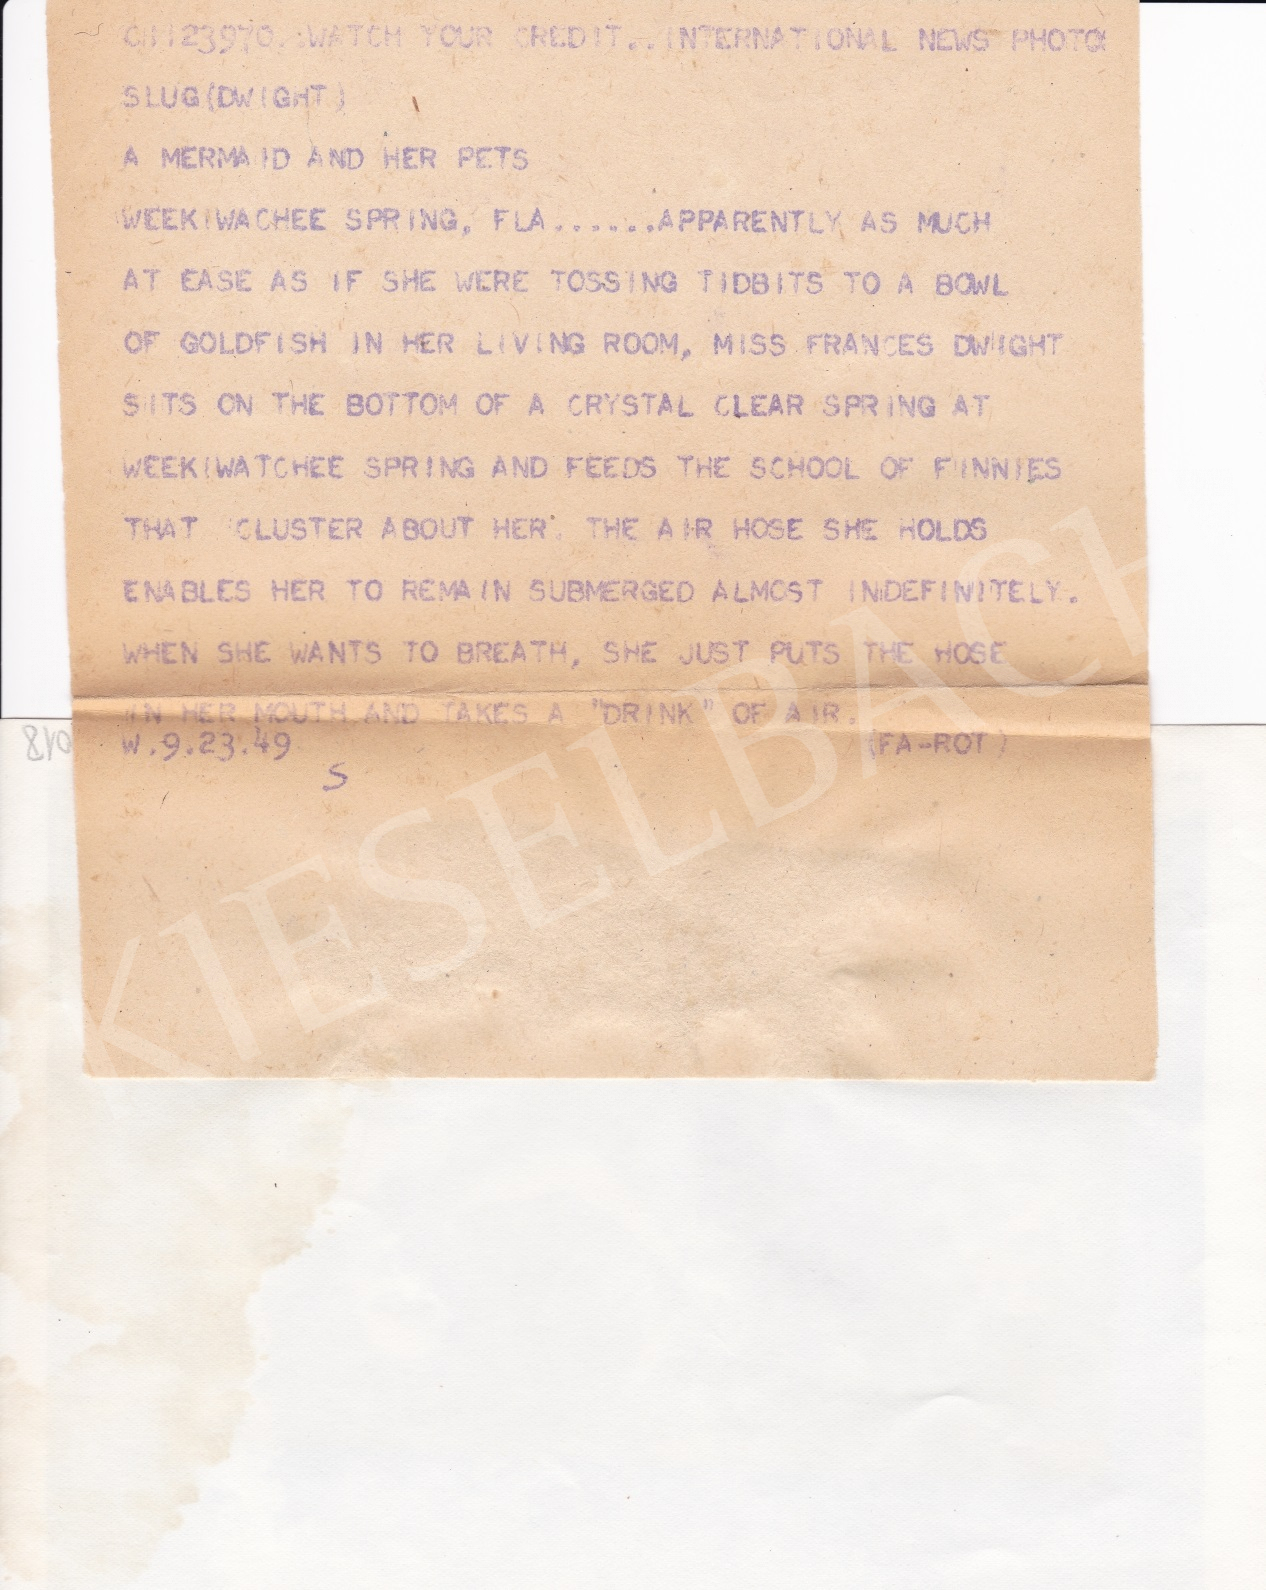 CHI23970..WATCH YOUR CREDIT..INTERNATIONAL NEWS PHOTO
SLUG(DWIGHT)
A MERMAID AND HER PETS
WEEKIWACHEE SPRING, FLA......APPARENTLY AS MUCH
AT EASE AS IF SHE WERE TOSSING TIDBITS TO A BOWL
OF GOLDFISH IN HER LIVING ROOM, MISS FRANCES DWIGHT
SITS ON THE BOTTOM OF A CRYSTAL CLEAR SPRING AT
WEEKIWATCHEE SPRING AND FEEDS THE SCHOOL OF FINNIES
THAT CLUSTER ABOUT HER. THE AIR HOSE SHE HOLDS
ENABLES HER TO REMAIN SUBMERGED ALMOST INDEFINITELY.
WHEN SHE WANTS TO BREATH, SHE JUST PUTS THE HOSE
IN HER MOUTH AND TAKES A "DRINK" OF AIR.
W.9.23.49 (FA-ROT)
S
KIESELBACH